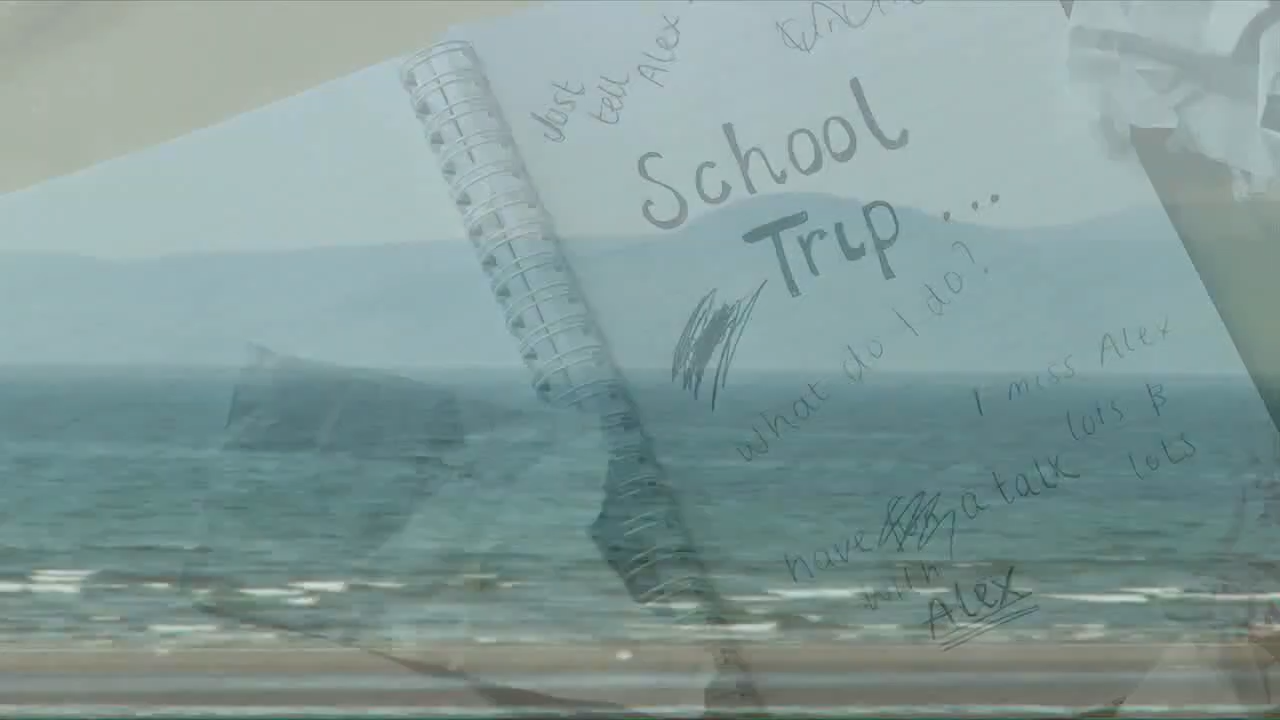 Just
tell
Alex
School
Trip ...
What do I do?
I miss Alex
lots &
lots
have a talk
with
Alex